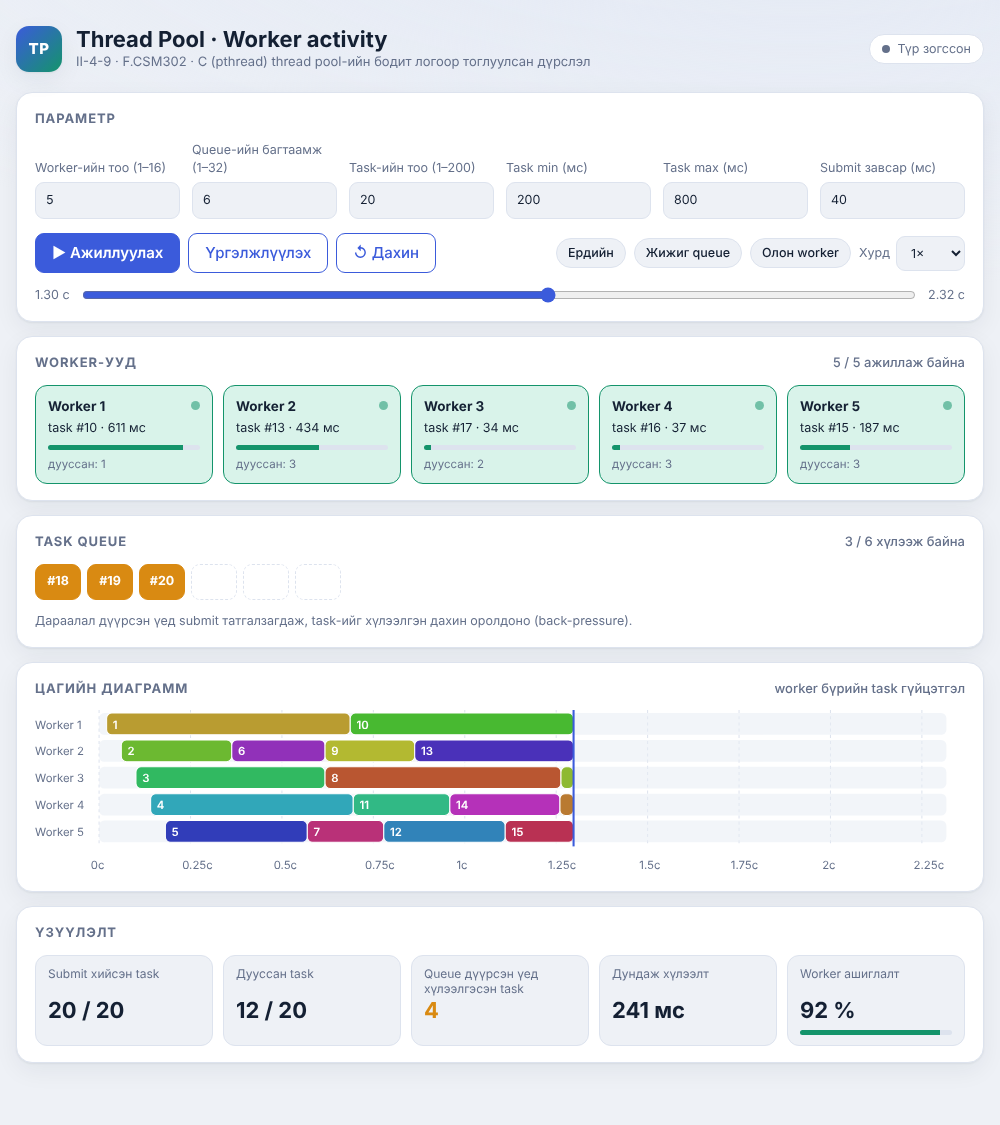 TP
Thread Pool · Worker activity
II-4-9 · F.CSM302 · C (pthread) thread pool-ийн бодит логоор тоглуулсан дүрслэл
Түр зогссон
ПАРАМЕТР
Worker-ийн тоо (1–16)
Queue-ийн багтаамж
(1–32)
Task-ийн тоо (1–200)
Task min (мс)
Task max (мс)
Submit завсар (мс)
5
6
20
200
800
40
▶ Ажиллуулах
Үргэлжлүүлэх
↺ Дахин
Ердийн
Жижиг queue
Олон worker
Хурд
1×
1.30 с
2.32 с
WORKER-УУД
5 / 5 ажиллаж байна
Worker 1
task #10 · 611 мс
дууссан: 1
Worker 2
task #13 · 434 мс
дууссан: 3
Worker 3
task #17 · 34 мс
дууссан: 2
Worker 4
task #16 · 37 мс
дууссан: 3
Worker 5
task #15 · 187 мс
дууссан: 3
TASK QUEUE
3 / 6 хүлээж байна
#18
#19
#20
Дараалал дүүрсэн үед submit татгалзагдаж, task-ийг хүлээлгэн дахин оролдоно (back-pressure).
ЦАГИЙН ДИАГРАММ
worker бүрийн task гүйцэтгэл
Worker 1
1
10
Worker 2
2
6
9
13
Worker 3
3
8
Worker 4
4
11
14
Worker 5
5
7
12
15
0с
0.25с
0.5с
0.75с
1с
1.25с
1.5с
1.75с
2с
2.25с
ҮЗҮҮЛЭЛТ
Submit хийсэн task
20 / 20
Дууссан task
12 / 20
Queue дүүрсэн үед
хүлээлгэсэн task
4
Дундаж хүлээлт
241 мс
Worker ашиглалт
92 %